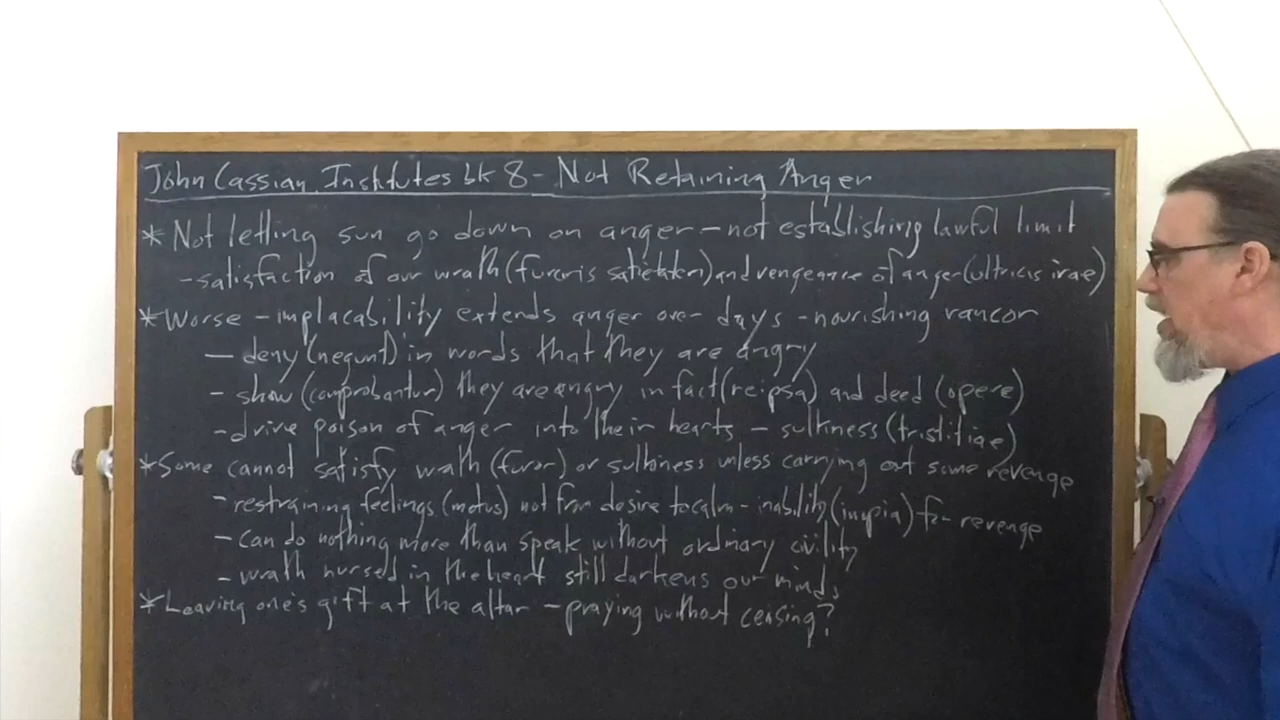 John Cassian Institutes bk 8 - Not Retaining Anger
* Not letting sun go down on anger - not establishing lawful limit
- satisfaction of our wrath (furoris) and vengeance of anger (ultricis irae)
* Worse - implacability extends anger over days - nourishing rancor
- deny (negunt) in words that they are angry
- show (comprobantur) they are angry in fact (re ipsa) and deed (opere)
- drive poison of anger into their hearts - sulkiness (tristitiae)
* Some cannot satisfy wrath (furor) or sulkiness unless carrying out some revenge
- restraining feelings (motus) not from desire to calm - inability (inopia) for revenge
- can do nothing more than speak without ordinary civility
- wrath nursed in the heart still darkens our minds
* Leaving one's gift at the altar - praying without ceasing?